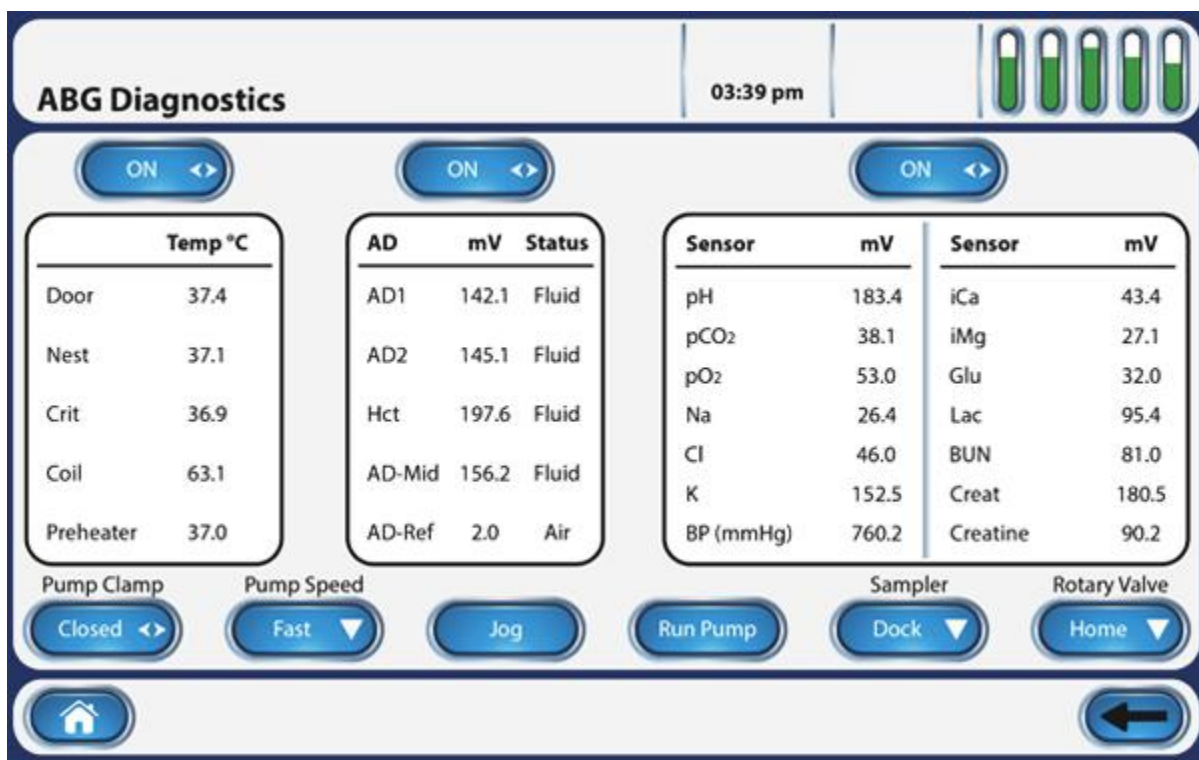 ABG Diagnostics
03:39 pm
ON
ON
ON
Temp °C
Door 37.4
Nest 37.1
Crit 36.9
Coil 63.1
Preheater 37.0
AD mV Status
AD1 142.1 Fluid
AD2 145.1 Fluid
Hct 197.6 Fluid
AD-Mid 156.2 Fluid
AD-Ref 2.0 Air
Sensor mV Sensor mV
pH 183.4 iCa 43.4
pCO₂ 38.1 iMg 27.1
pO₂ 53.0 Glu 32.0
Na 26.4 Lac 95.4
Cl 46.0 BUN 81.0
K 152.5 Creat 180.5
BP (mmHg) 760.2 Creatine 90.2
Pump Clamp Pump Speed Sampler Rotary Valve
Closed Fast Jog Run Pump Dock Home